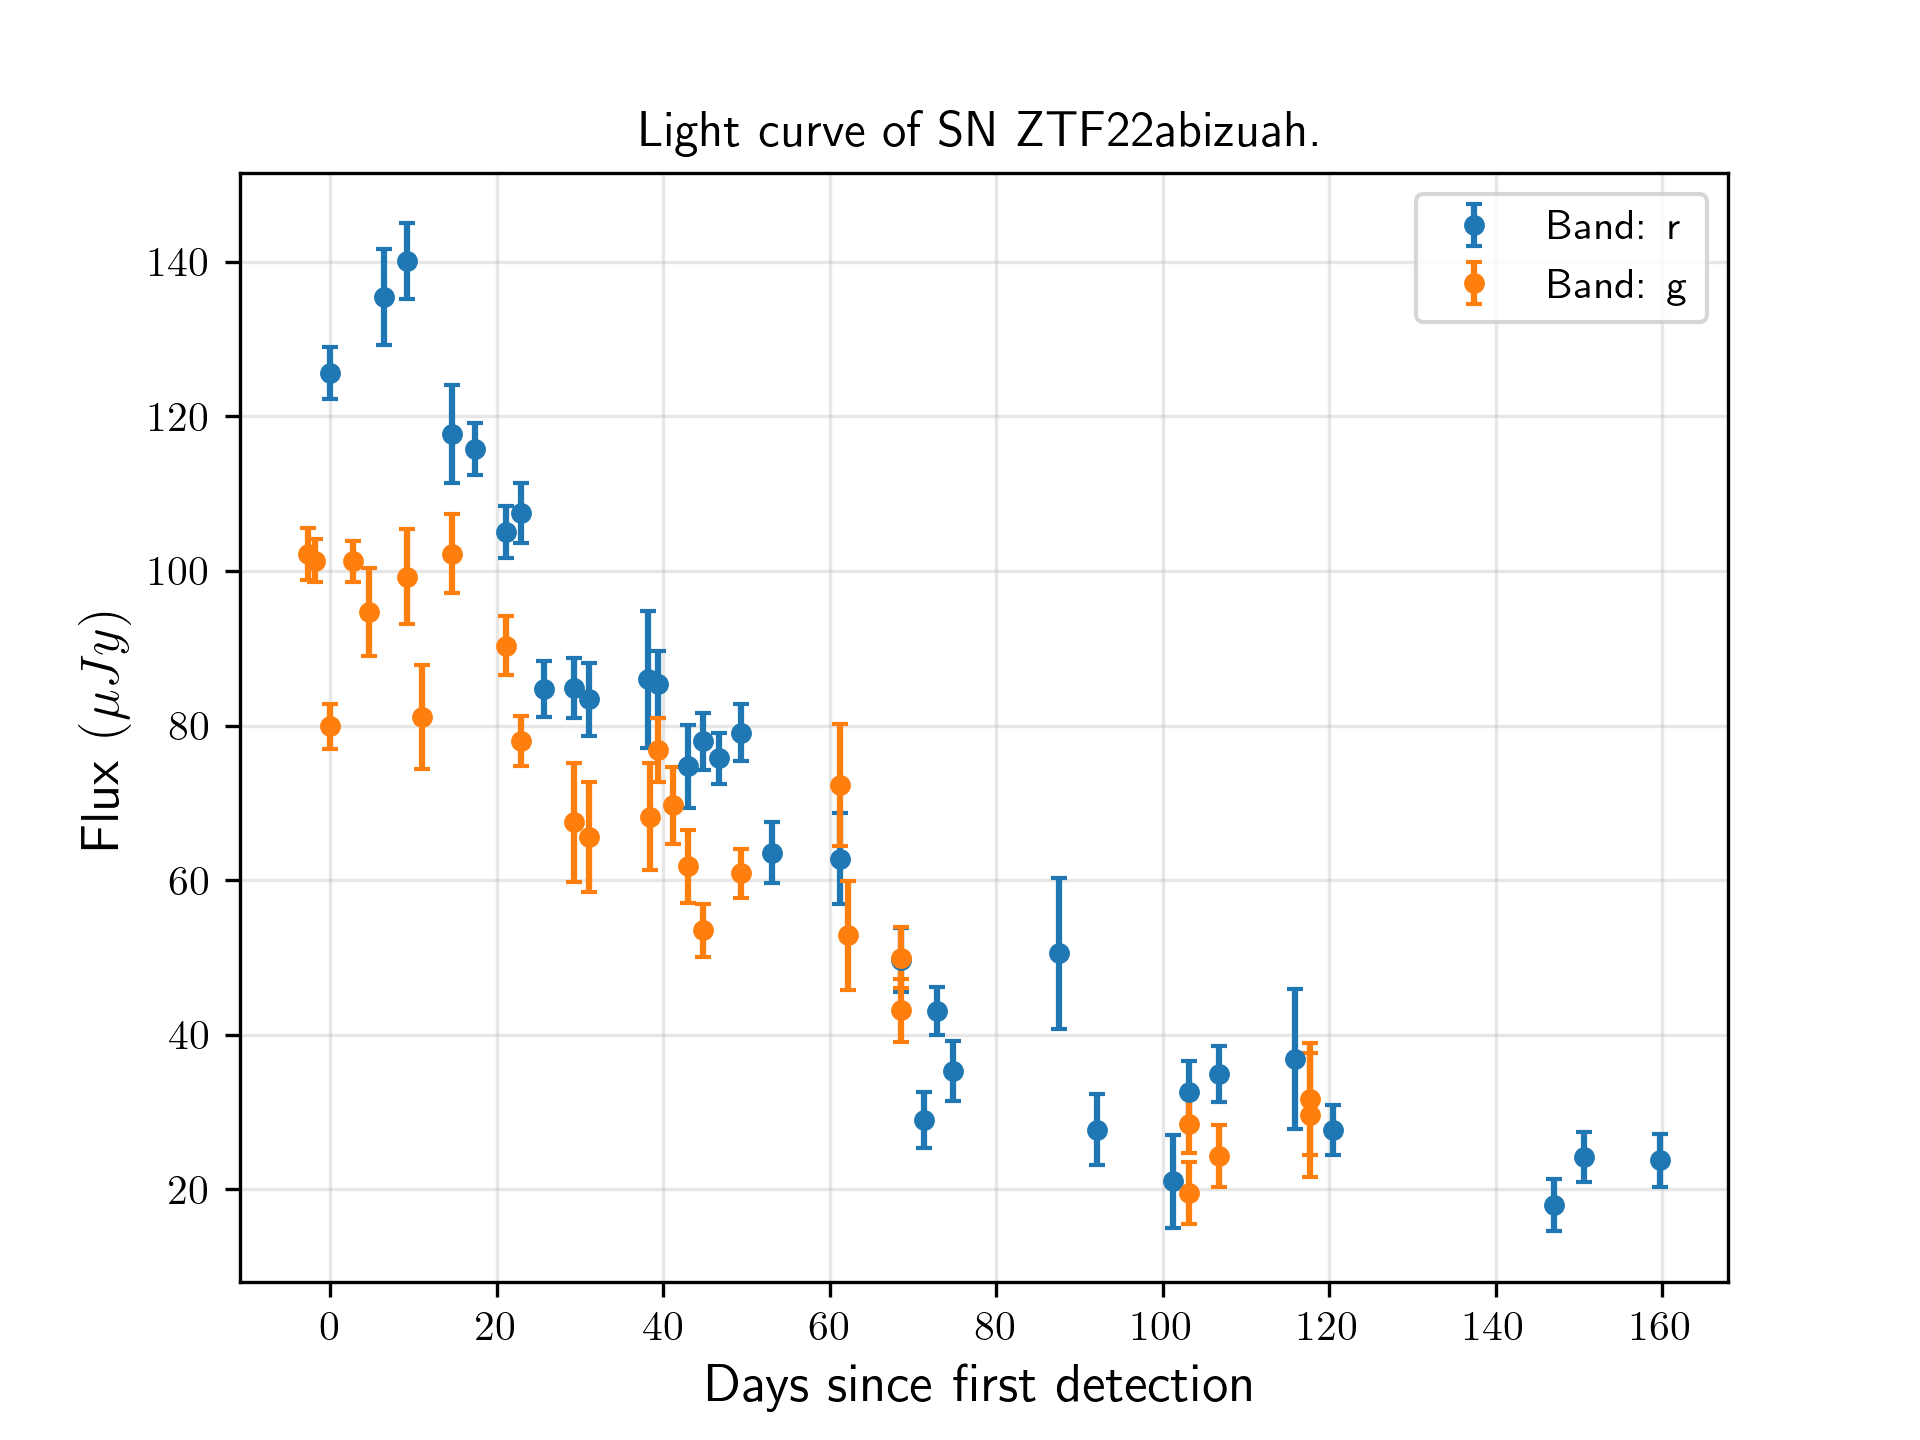 Light curve of SN ZTF22abizuah.
Band: r
Band: g
140
120
100
80
60
40
20
Flux (μJy)
0 20 40 60 80 100 120 140 160
Days since first detection